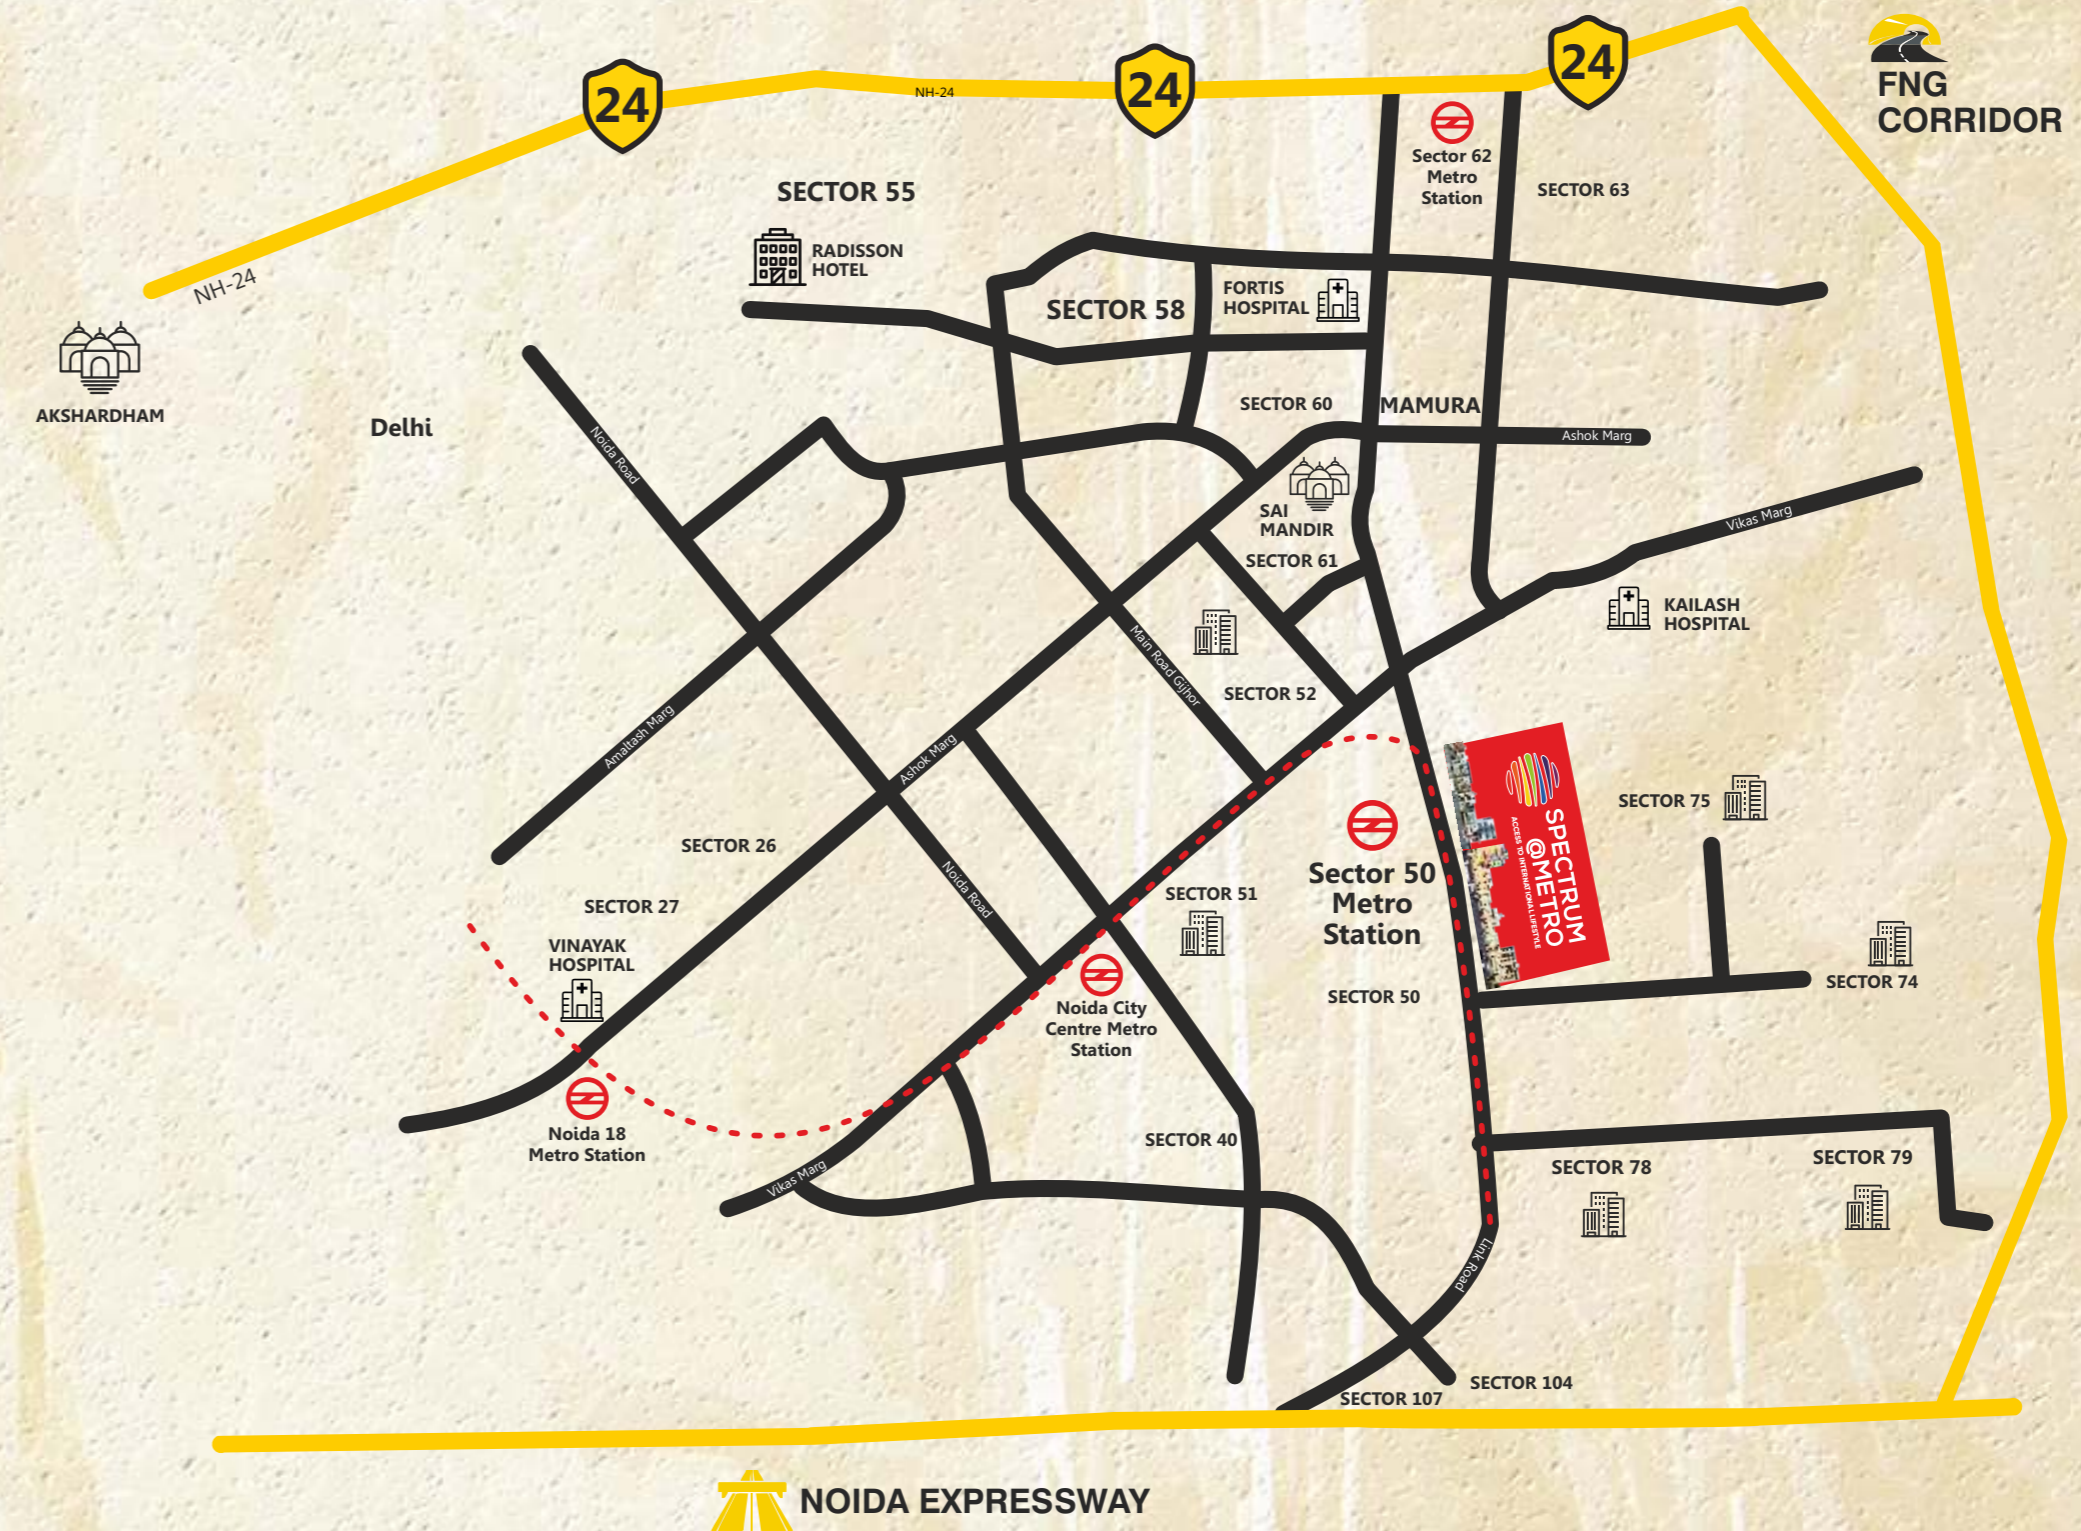 24
24
24
FNG
CORRIDOR
NH-24
NH-24
Sector 62
Metro
Station
SECTOR 63
SECTOR 55
RADISSON
HOTEL
SECTOR 58
FORTIS
HOSPITAL
AKSHARDHAM
Delhi
Noida Road
SECTOR 60
MAMURA
Ashok Marg
SAI
MANDIR
SECTOR 61
Vikas Marg
KAILASH
HOSPITAL
Main Road Gijhor
SECTOR 52
Amaltash Marg
Ashok Marg
SPECTRUM
@METRO
ACCESS TO INTERNATIONAL LIFESTYLE
SECTOR 75
SECTOR 26
Noida Road
SECTOR 51
Sector 50
Metro
Station
SECTOR 27
VINAYAK
HOSPITAL
SECTOR 74
SECTOR 50
Noida City
Centre Metro
Station
Noida 18
Metro Station
SECTOR 40
SECTOR 78
SECTOR 79
Vikas Marg
Link Road
SECTOR 104
SECTOR 107
NOIDA EXPRESSWAY